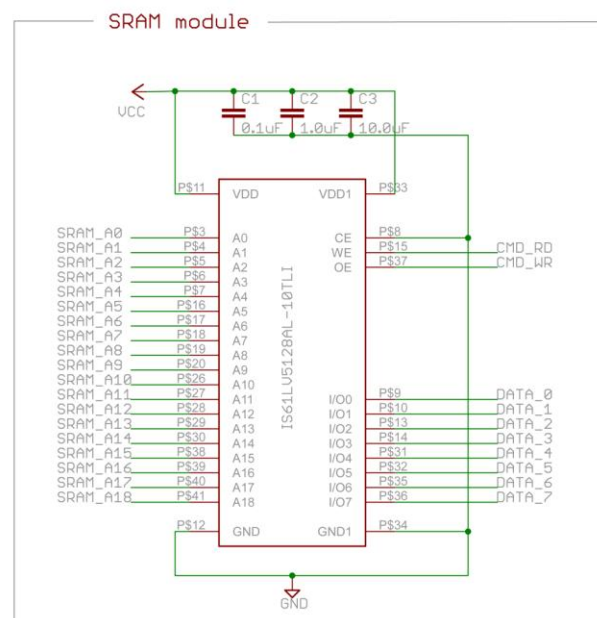 SRAM module
VCC
C1 C2 C3
0.1uF 1.0uF 10.0uF
P$11 VDD VDD1 P$33
SRAM_A0 P$3 A0 CE P$8
SRAM_A1 P$4 A1 WE P$15 CMD_RD
SRAM_A2 P$5 A2 OE P$37 CMD_WR
SRAM_A3 P$6 A3
SRAM_A4 P$7 A4
SRAM_A5 P$16 A5
SRAM_A6 P$17 A6
SRAM_A7 P$18 A7
SRAM_A8 P$19 A8
SRAM_A9 P$20 A9
SRAM_A10 P$26 A10
SRAM_A11 P$27 A11 I/O0 P$9 DATA_0
SRAM_A12 P$28 A12 I/O1 P$10 DATA_1
SRAM_A13 P$29 A13 I/O2 P$13 DATA_2
SRAM_A14 P$30 A14 I/O3 P$14 DATA_3
SRAM_A15 P$38 A15 I/O4 P$31 DATA_4
SRAM_A16 P$39 A16 I/O5 P$32 DATA_5
SRAM_A17 P$40 A17 I/O6 P$35 DATA_6
SRAM_A18 P$41 A18 I/O7 P$36 DATA_7
IS61LV5128AL-10TLI
P$12 GND GND1 P$34
GND